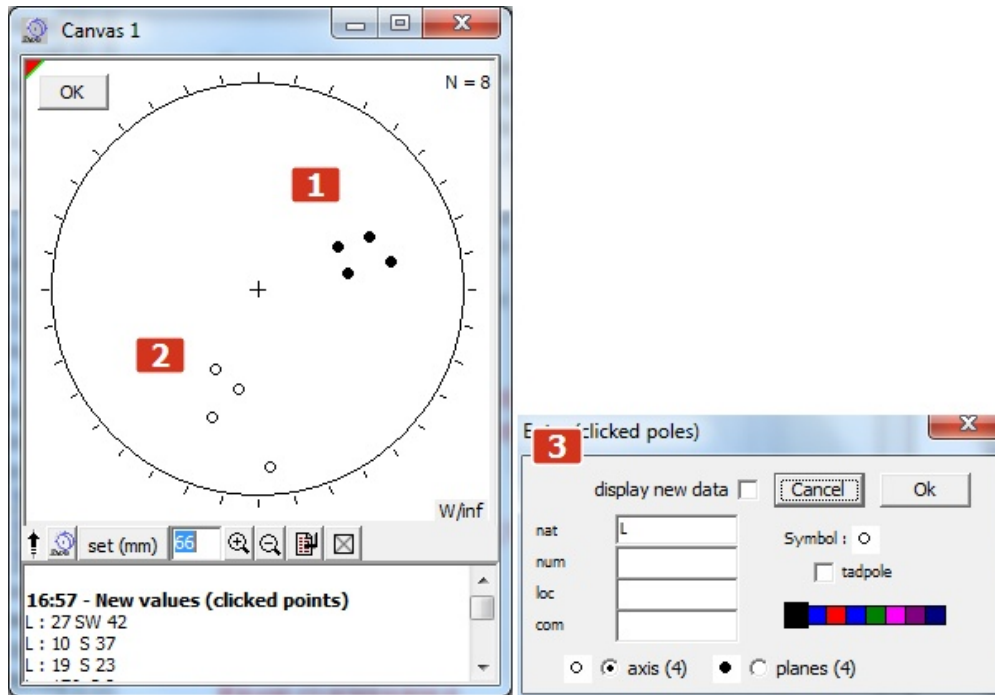 Canvas 1
OK
N = 8
1
2
W/inf
set (mm) 66
16:57 - New values (clicked points)
L : 27 SW 42
L : 10 S 37
L : 19 S 23
3
(clicked poles)
display new data
Cancel
Ok
nat L
Symbol :
num
tadpole
loc
com
axis (4) planes (4)